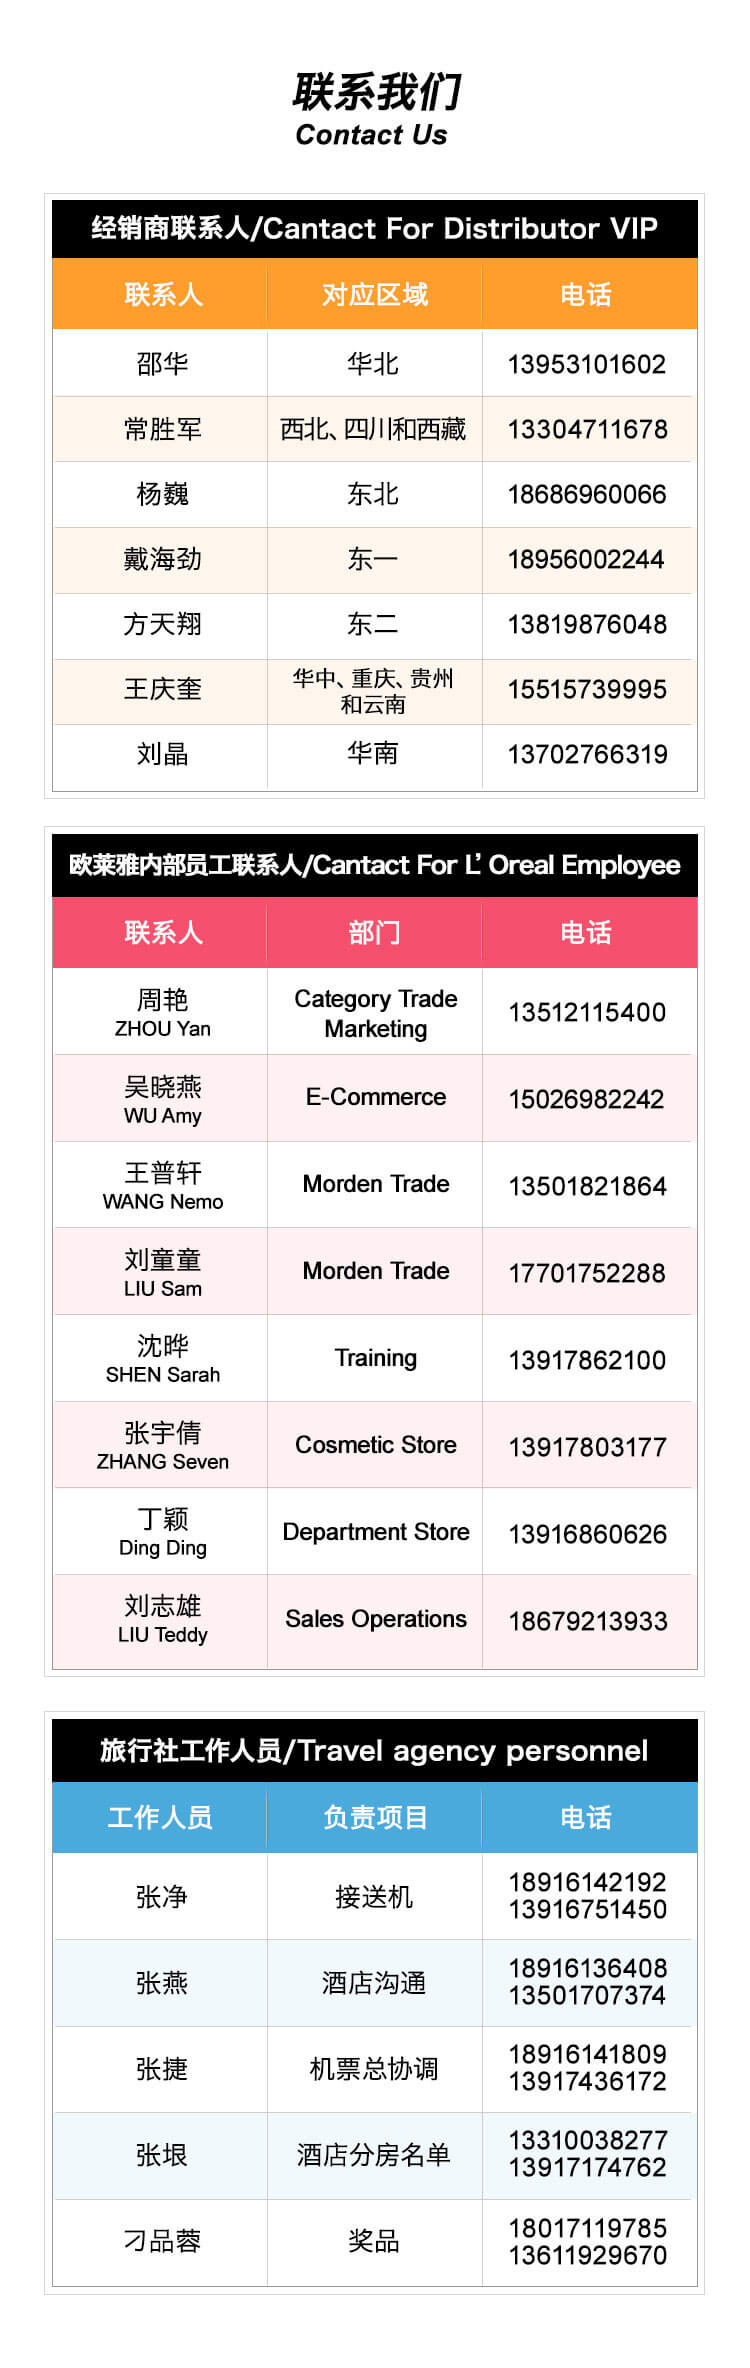 联系我们
Contact Us
经销商联系人/Cantact For Distributor VIP
联系人 对应区域 电话
邵华 华北 13953101602
常胜军 西北、四川和西藏 13304711678
杨巍 东北 18686960066
戴海劲 东一 18956002244
方天翔 东二 13819876048
王庆奎 华中、重庆、贵州 15515739995
和云南
刘晶 华南 13702766319
欧莱雅内部员工联系人/Cantact For L’Oreal Employee
联系人 部门 电话
周艳 Category Trade 13512115400
ZHOU Yan Marketing
吴晓燕 E-Commerce 15026982242
WU Amy
王普轩 Morden Trade 13501821864
WANG Nemo
刘童童 Morden Trade 17701752288
LIU Sam
沈晔 Training 13917862100
SHEN Sarah
张宇倩 Cosmetic Store 13917803177
ZHANG Seven
丁颖 Department Store 13916860626
Ding Ding
刘志雄 Sales Operations 18679213933
LIU Teddy
旅行社工作人员/Travel agency personnel
工作人员 负责项目 电话
张净 接送机 18916142192
13916751450
张燕 酒店沟通 18916136408
13501707374
张捷 机票总协调 18916141809
13917436172
张垠 酒店分房名单 13310038277
13917174762
刁品蓉 奖品 18017119785
13611929670